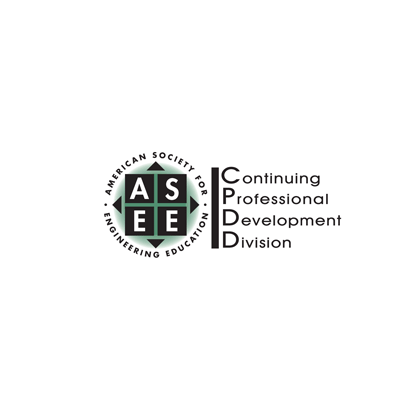 AMERICAN SOCIETY FOR
• ENGINEERING EDUCATION •
A S
E E
Continuing
Professional
Development
Division